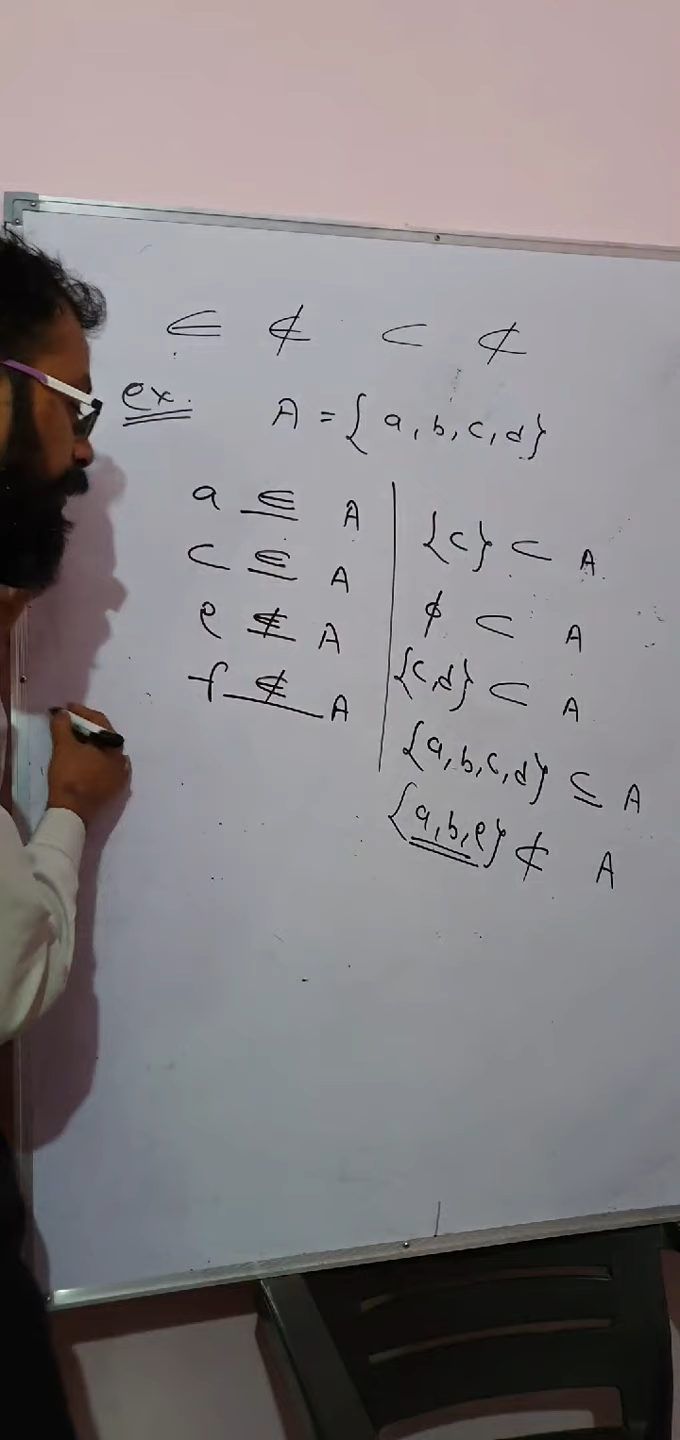 ∈ ∉ ⊂ ⊄
ex. A = { a, b, c, d}
a ∈ A
c ∈ A
e ∉ A
f ∉ A
{c} ⊂ A
ϕ ⊂ A
{c,d} ⊂ A
{a, b, c, d} ⊆ A
{a, b, e} ⊄ A